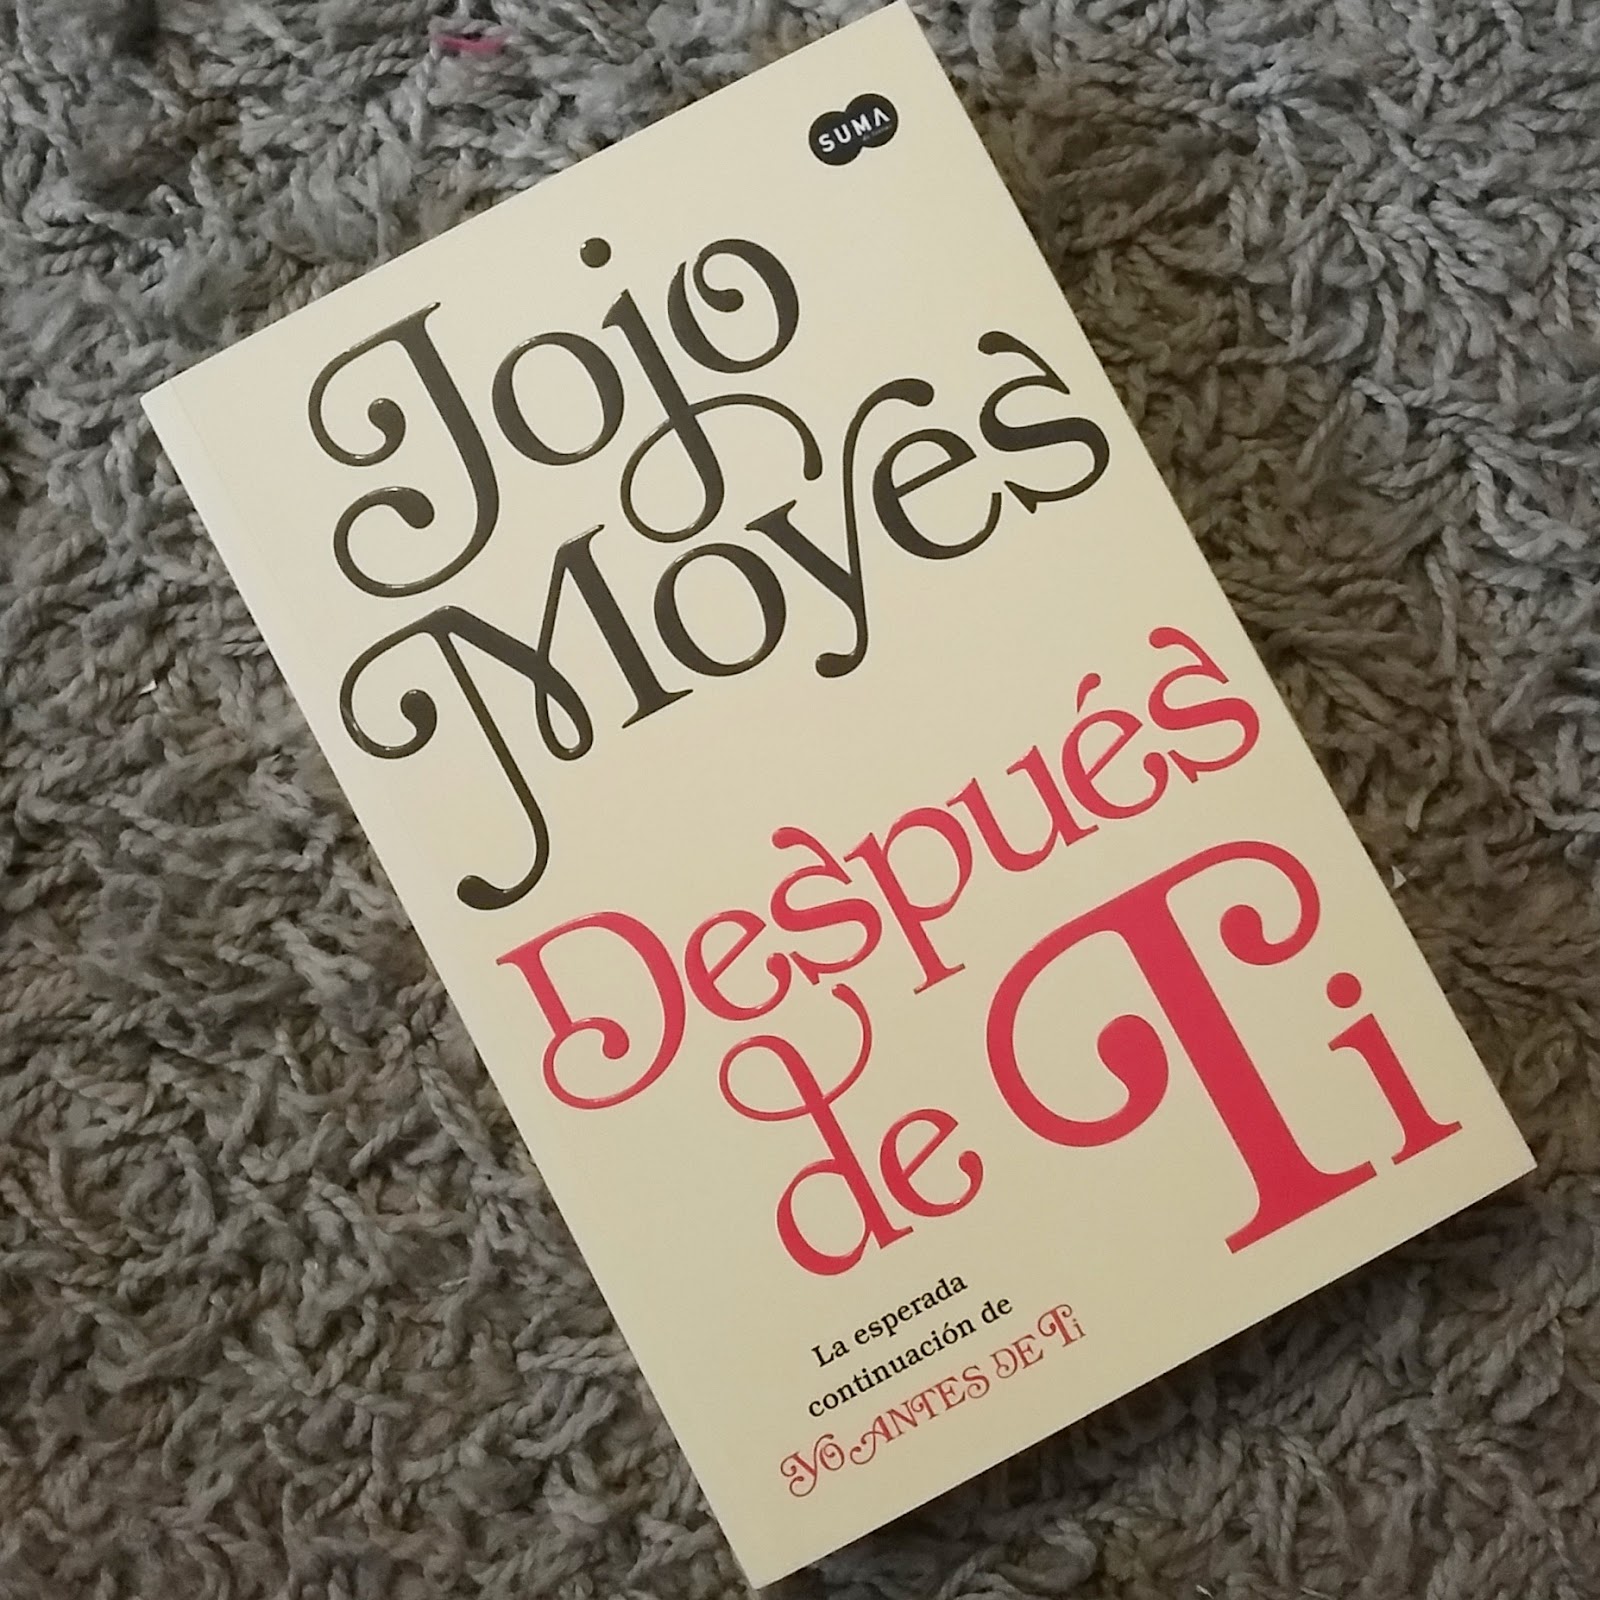 SUMA
Jojo
Moyes
Después
de Ti
La esperada
continuación de
YO ANTES DE Ti